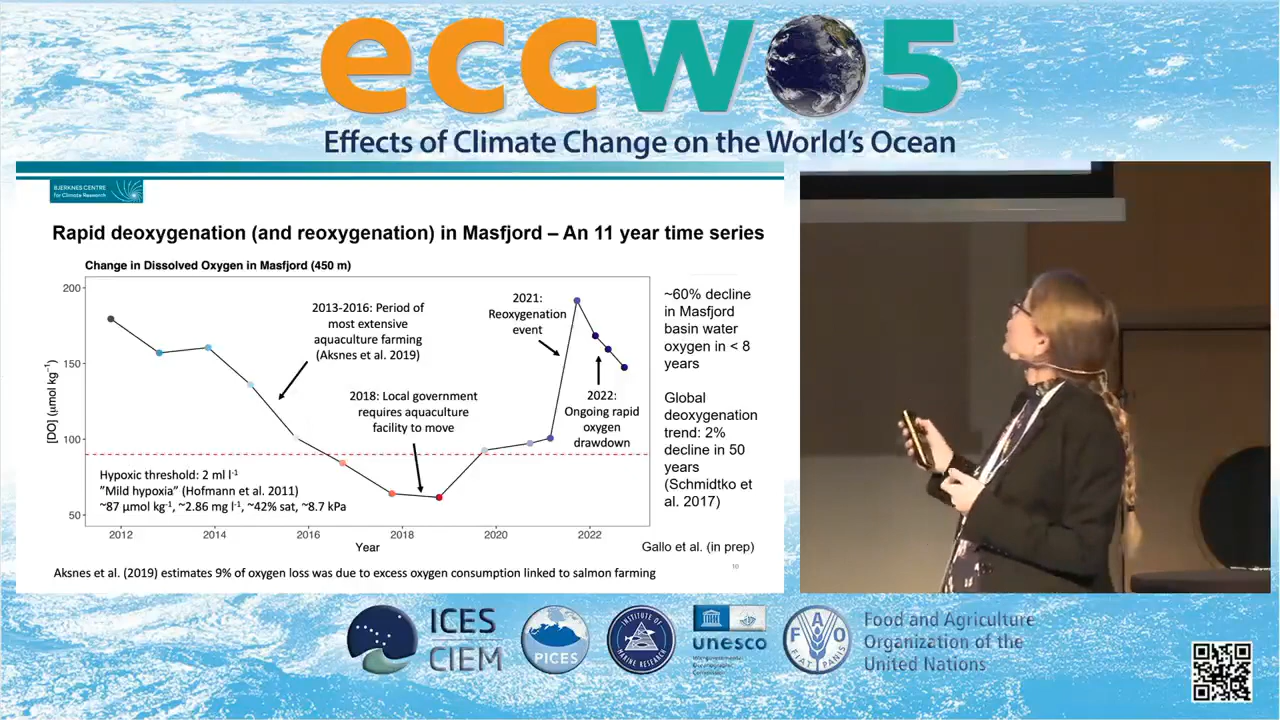 eccwo5
Effects of Climate Change on the World's Ocean
BJERKNES CENTRE
for Climate Research
Rapid deoxygenation (and reoxygenation) in Masfjord – An 11 year time series
Change in Dissolved Oxygen in Masfjord (450 m)
[DO] (µmol kg⁻¹)
200
150
100
50
2013-2016: Period of
most extensive
aquaculture farming
(Aksnes et al. 2019)
2018: Local government
requires aquaculture
facility to move
2021:
Reoxygenation
event
2022:
Ongoing rapid
oxygen
drawdown
Hypoxic threshold: 2 ml l⁻¹
"Mild hypoxia" (Hofmann et al. 2011)
~87 µmol kg⁻¹, ~2.86 mg l⁻¹, ~42% sat, ~8.7 kPa
2012
2014
2016
2018
2020
2022
Year
~60% decline
in Masfjord
basin water
oxygen in < 8
years
Global
deoxygenation
trend: 2%
decline in 50
years
(Schmidtko et
al. 2017)
Gallo et al. (in prep)
10
Aksnes et al. (2019) estimates 9% of oxygen loss was due to excess oxygen consumption linked to salmon farming
ICES
CIEM
PICES
INSTITUTE OF
MARINE RESEARCH
unesco
Intergovernmental
Oceanographic
Commission
FAO
FIAT PANIS
Food and Agriculture
Organization of the
United Nations